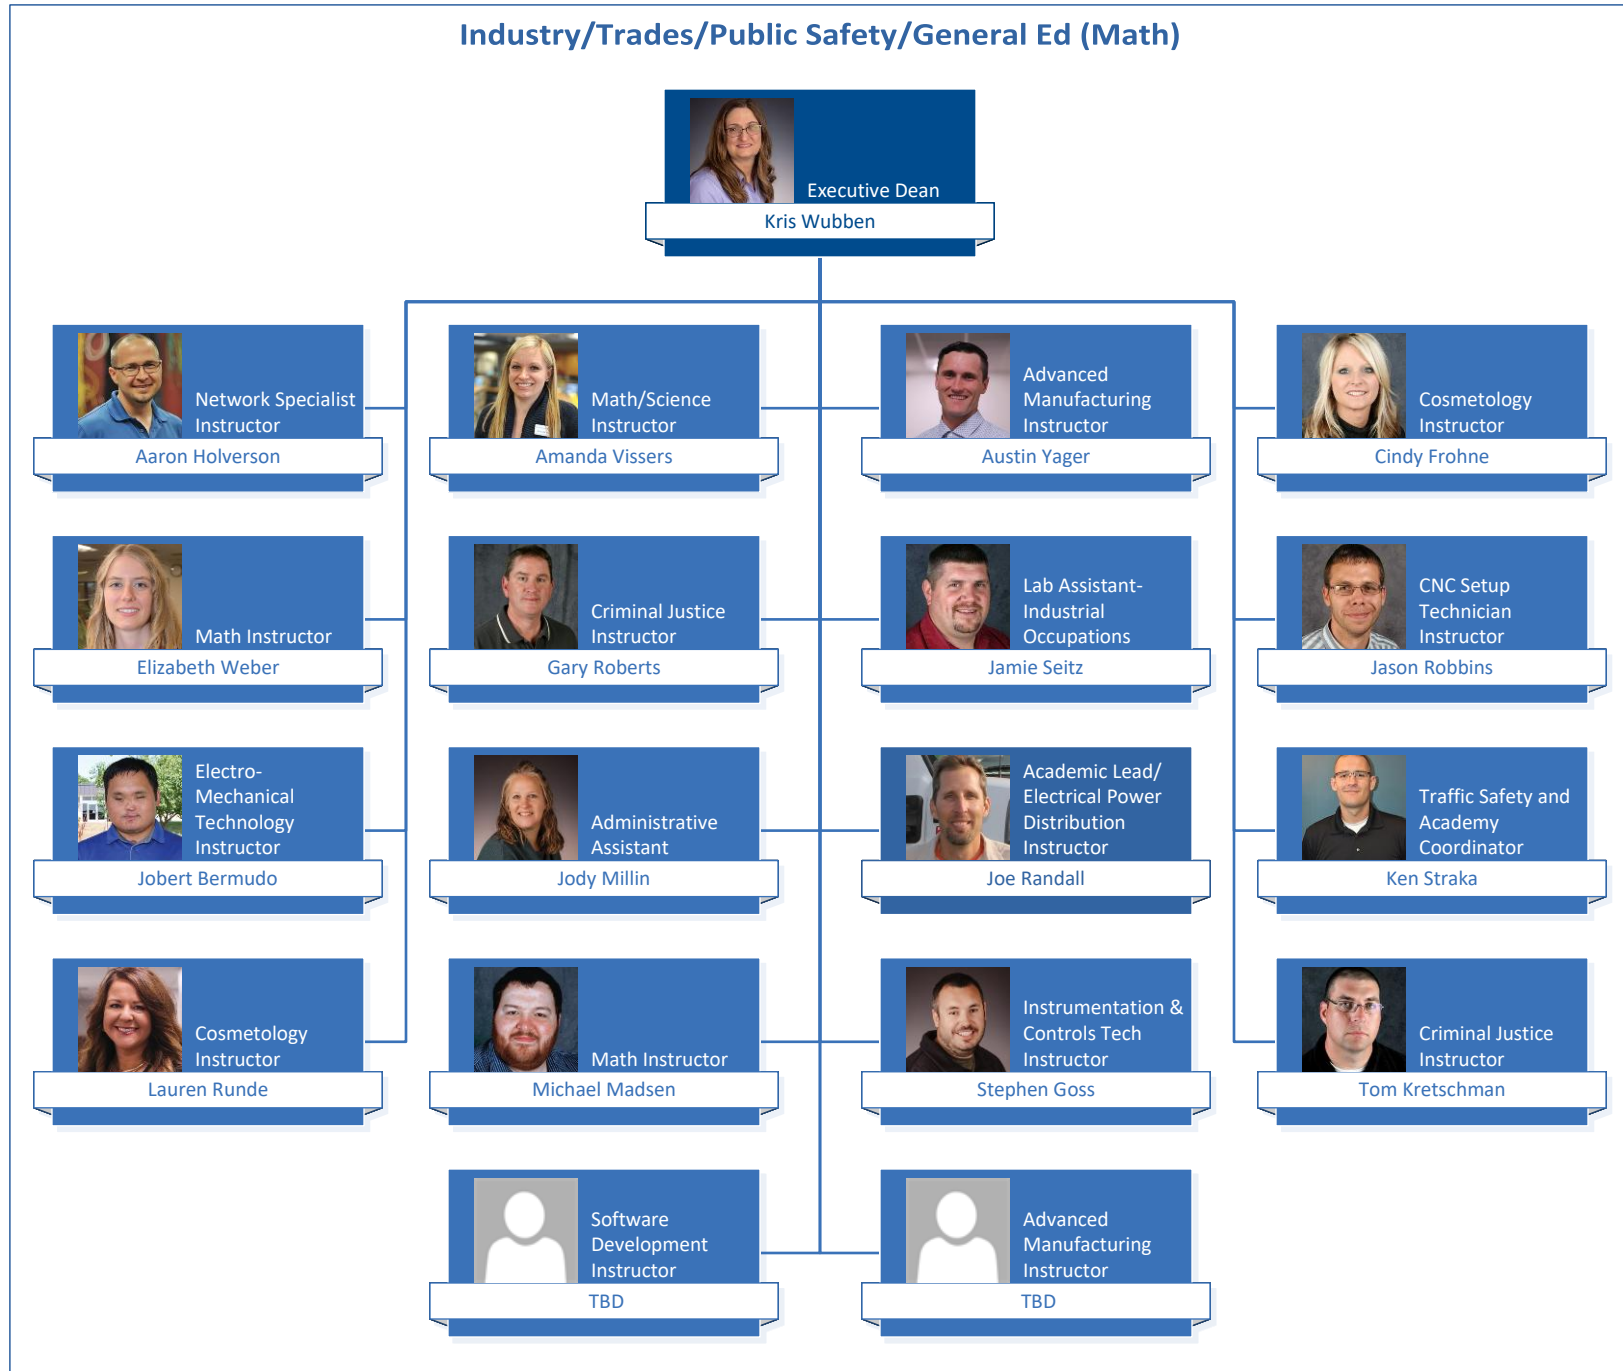 Industry/Trades/Public Safety/General Ed (Math)
Executive Dean
Kris Wubben
Network Specialist
Instructor
Aaron Holverson
Math/Science
Instructor
Amanda Vissers
Advanced
Manufacturing
Instructor
Austin Yager
Cosmetology
Instructor
Cindy Frohne
Math Instructor
Elizabeth Weber
Criminal Justice
Instructor
Gary Roberts
Lab Assistant-
Industrial
Occupations
Jamie Seitz
CNC Setup
Technician
Instructor
Jason Robbins
Electro-
Mechanical
Technology
Instructor
Jobert Bermudo
Administrative
Assistant
Jody Millin
Academic Lead/
Electrical Power
Distribution
Instructor
Joe Randall
Traffic Safety and
Academy
Coordinator
Ken Straka
Cosmetology
Instructor
Lauren Runde
Math Instructor
Michael Madsen
Instrumentation &
Controls Tech
Instructor
Stephen Goss
Criminal Justice
Instructor
Tom Kretschman
Software
Development
Instructor
TBD
Advanced
Manufacturing
Instructor
TBD